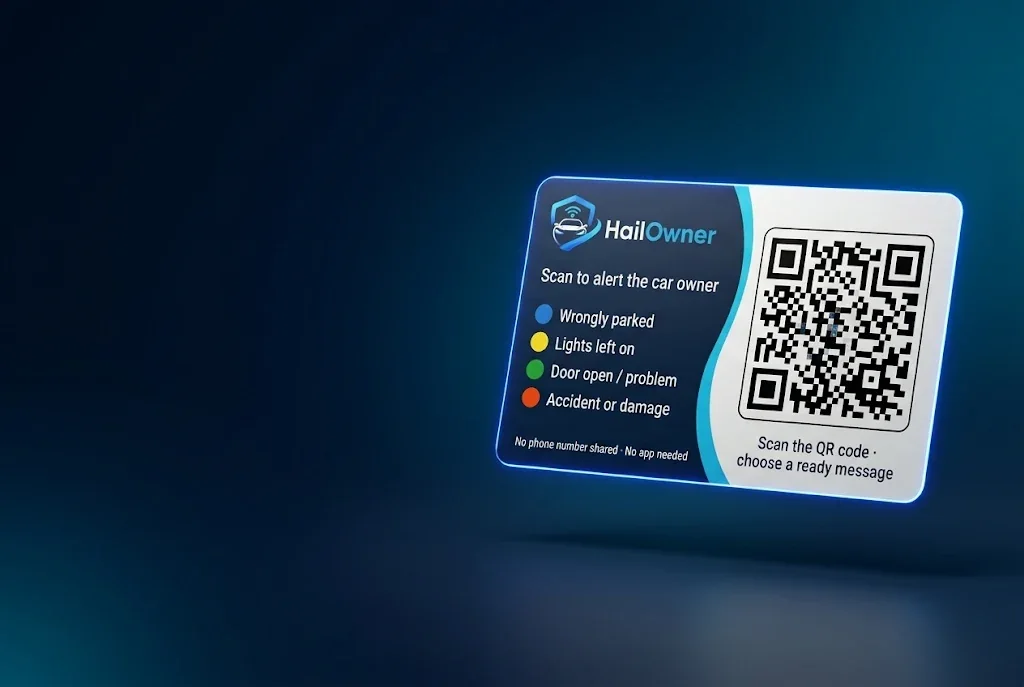 HailOwner
Scan to alert the car owner
Wrongly parked
Lights left on
Door open / problem
Accident or damage
No phone number shared · No app needed
Scan the QR code ·
choose a ready message